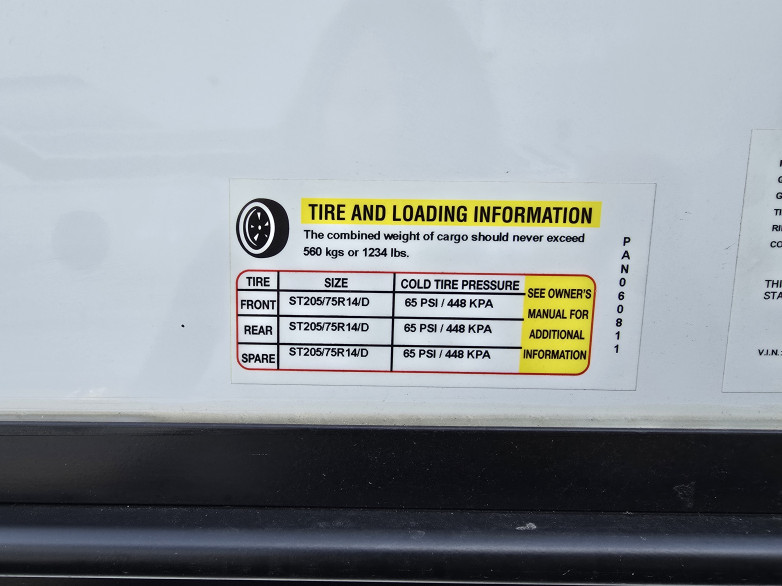 TIRE AND LOADING INFORMATION
The combined weight of cargo should never exceed
560 kgs or 1234 lbs.
TIRE SIZE COLD TIRE PRESSURE
FRONT ST205/75R14/D 65 PSI / 448 KPA
REAR ST205/75R14/D 65 PSI / 448 KPA
SPARE ST205/75R14/D 65 PSI / 448 KPA
SEE OWNER'S
MANUAL FOR
ADDITIONAL
INFORMATION
PAN060811
V.I.N.: